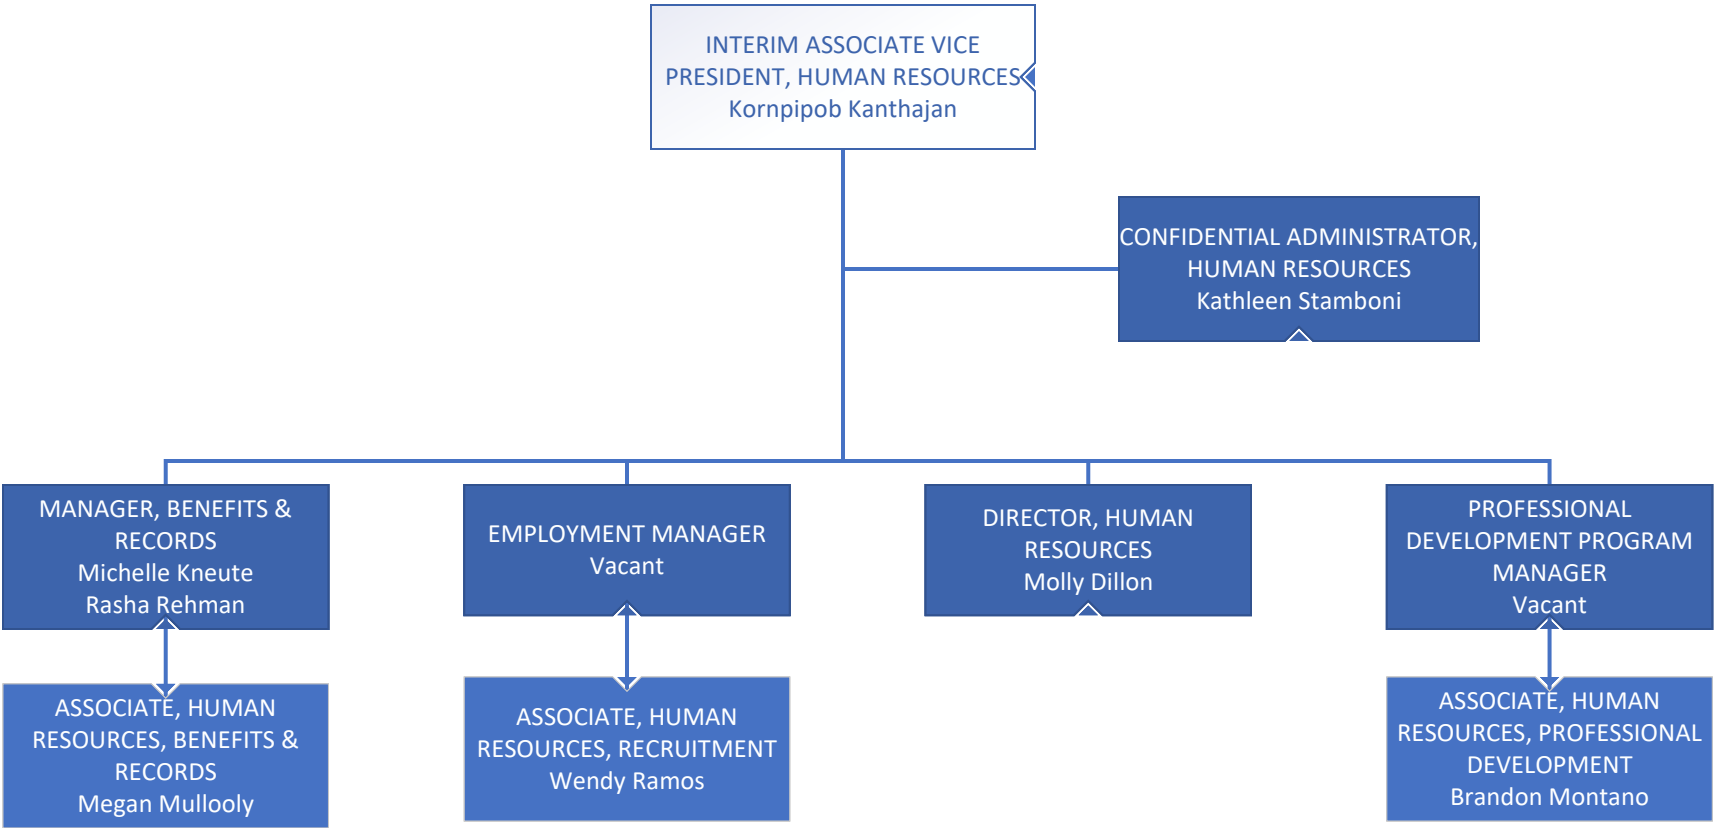 INTERIM ASSOCIATE VICE
PRESIDENT, HUMAN RESOURCES
Kornpipob Kanthajan
CONFIDENTIAL ADMINISTRATOR,
HUMAN RESOURCES
Kathleen Stamboni
MANAGER, BENEFITS &
RECORDS
Michelle Kneute
Rasha Rehman
EMPLOYMENT MANAGER
Vacant
DIRECTOR, HUMAN
RESOURCES
Molly Dillon
PROFESSIONAL
DEVELOPMENT PROGRAM
MANAGER
Vacant
ASSOCIATE, HUMAN
RESOURCES, BENEFITS &
RECORDS
Megan Mullooly
ASSOCIATE, HUMAN
RESOURCES, RECRUITMENT
Wendy Ramos
ASSOCIATE, HUMAN
RESOURCES, PROFESSIONAL
DEVELOPMENT
Brandon Montano